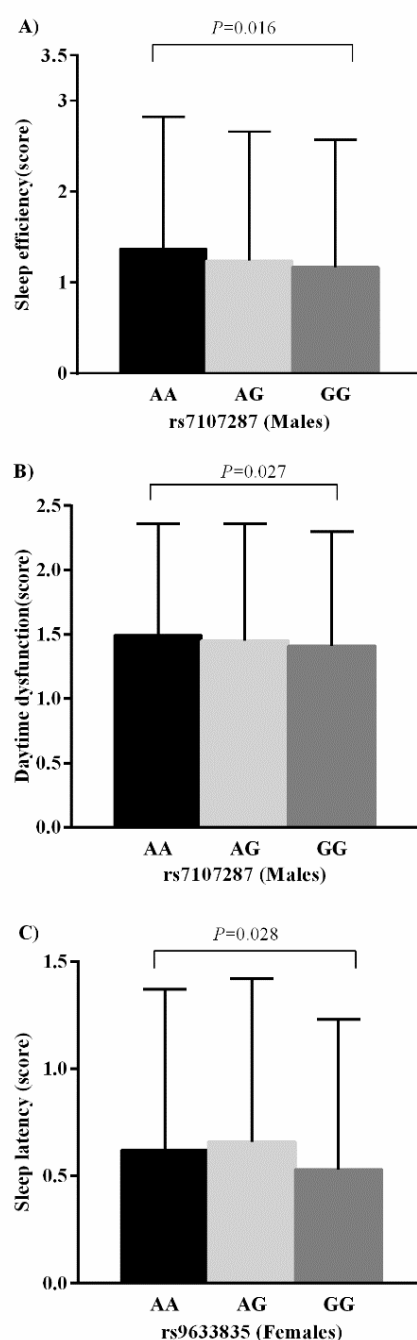 A)
P=0.016
Sleep efficiency(score)
3.5
3
2
1
0
AA AG GG
rs7107287 (Males)
B)
P=0.027
Daytime dysfunction(score)
2.5
2.0
1.5
1.0
0.5
0.0
AA AG GG
rs7107287 (Males)
C)
P=0.028
Sleep latency (score)
1.5
1.0
0.5
0.0
AA AG GG
rs9633835 (Females)